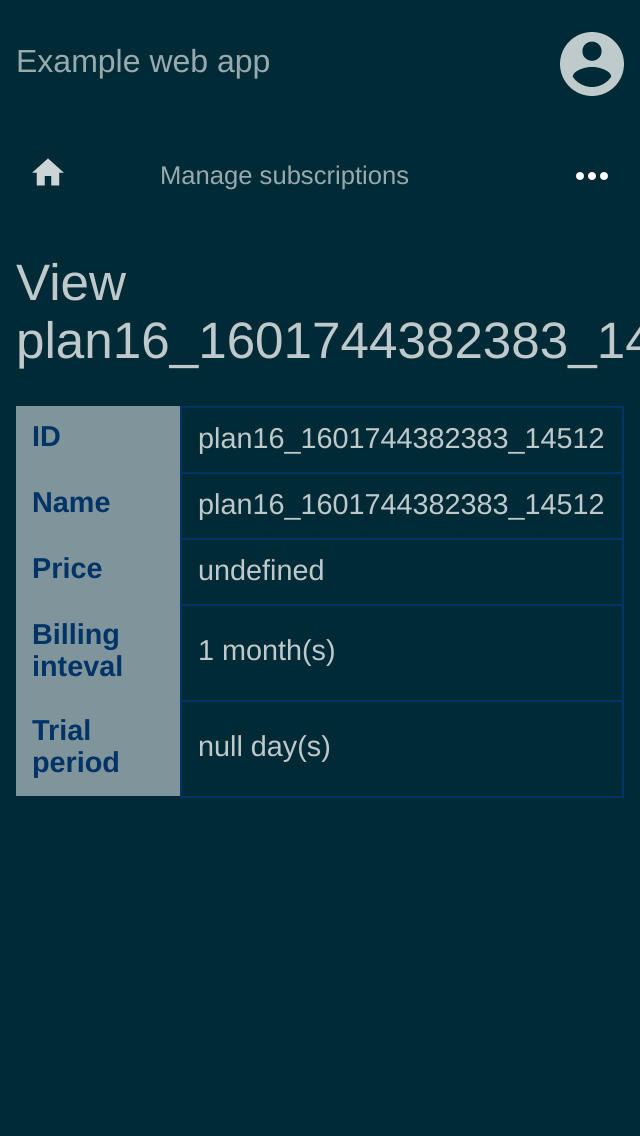 Example web app
Manage subscriptions
View
plan16_1601744382383_14
ID
plan16_1601744382383_14512
Name
plan16_1601744382383_14512
Price
undefined
Billing
inteval
1 month(s)
Trial
period
null day(s)